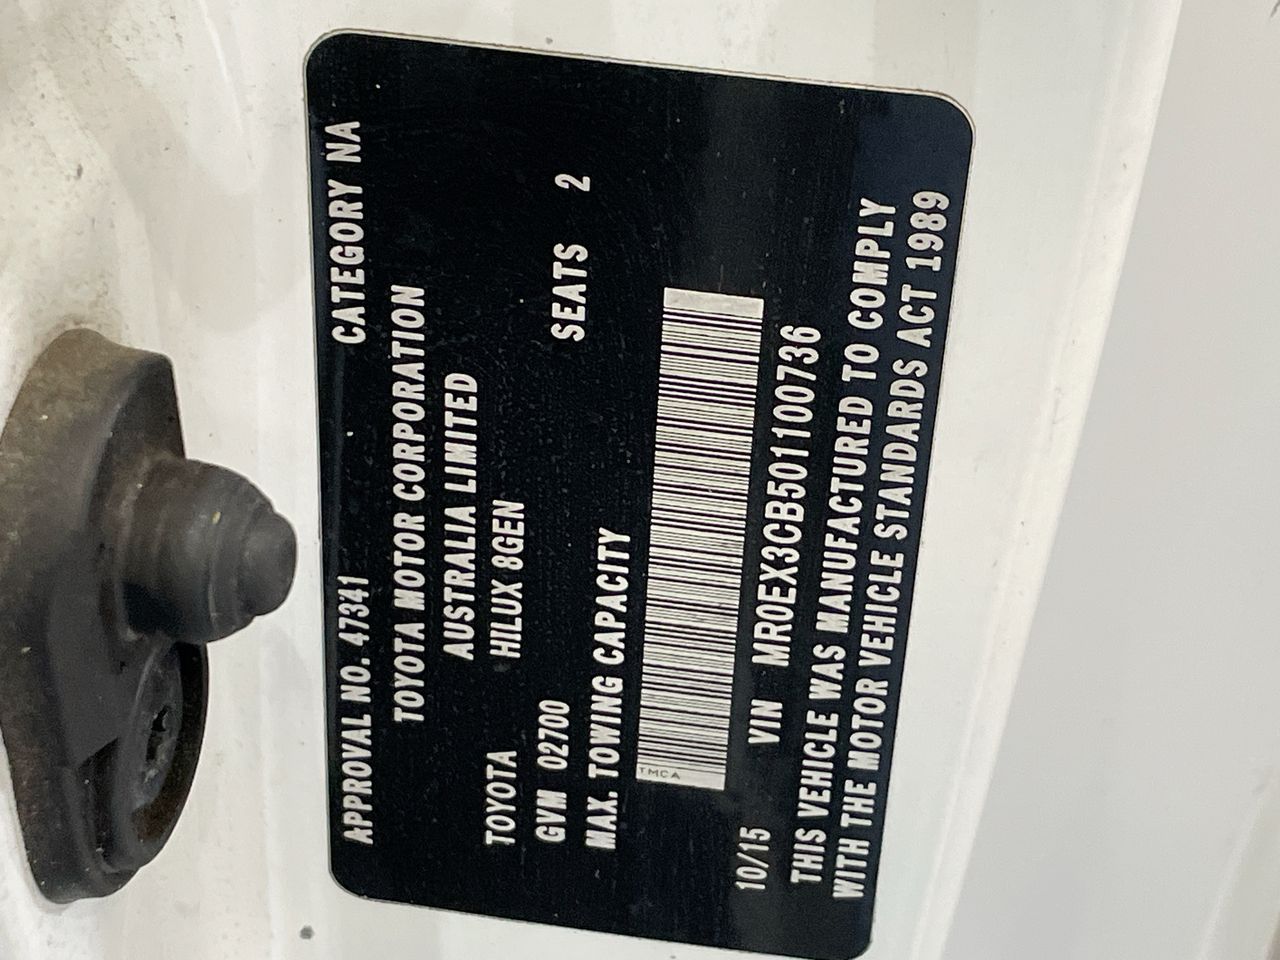 APPROVAL NO. 47341 CATEGORY NA
TOYOTA MOTOR CORPORATION
AUSTRALIA LIMITED
TOYOTA HILUX 8GEN
GVM 02700 SEATS 2
MAX. TOWING CAPACITY
TMCA
10/15 VIN MR0EX3CB501100736
THIS VEHICLE WAS MANUFACTURED TO COMPLY
WITH THE MOTOR VEHICLE STANDARDS ACT 1989